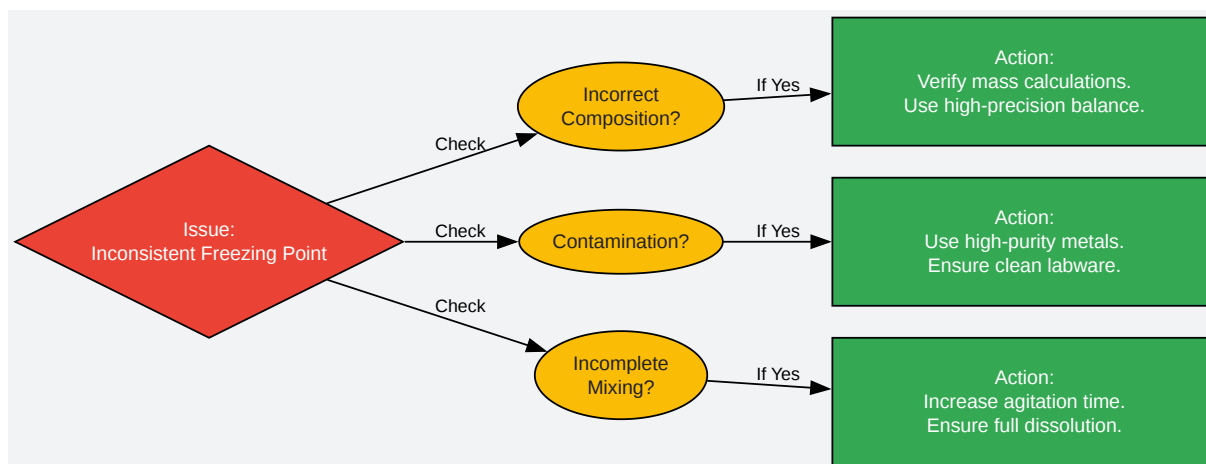 Issue:
Inconsistent Freezing Point
Check
Incorrect
Composition?
If Yes
Action:
Verify mass calculations.
Use high-precision balance.
Check
Contamination?
If Yes
Action:
Use high-purity metals.
Ensure clean labware.
Check
Incomplete
Mixing?
If Yes
Action:
Increase agitation time.
Ensure full dissolution.